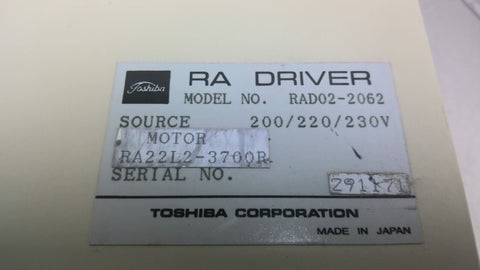 Toshiba
RA DRIVER
MODEL NO. RAD02-2062
SOURCE 200/220/230V
MOTOR
RA22L2-3700R
SERIAL NO. 291171
TOSHIBA CORPORATION
MADE IN JAPAN